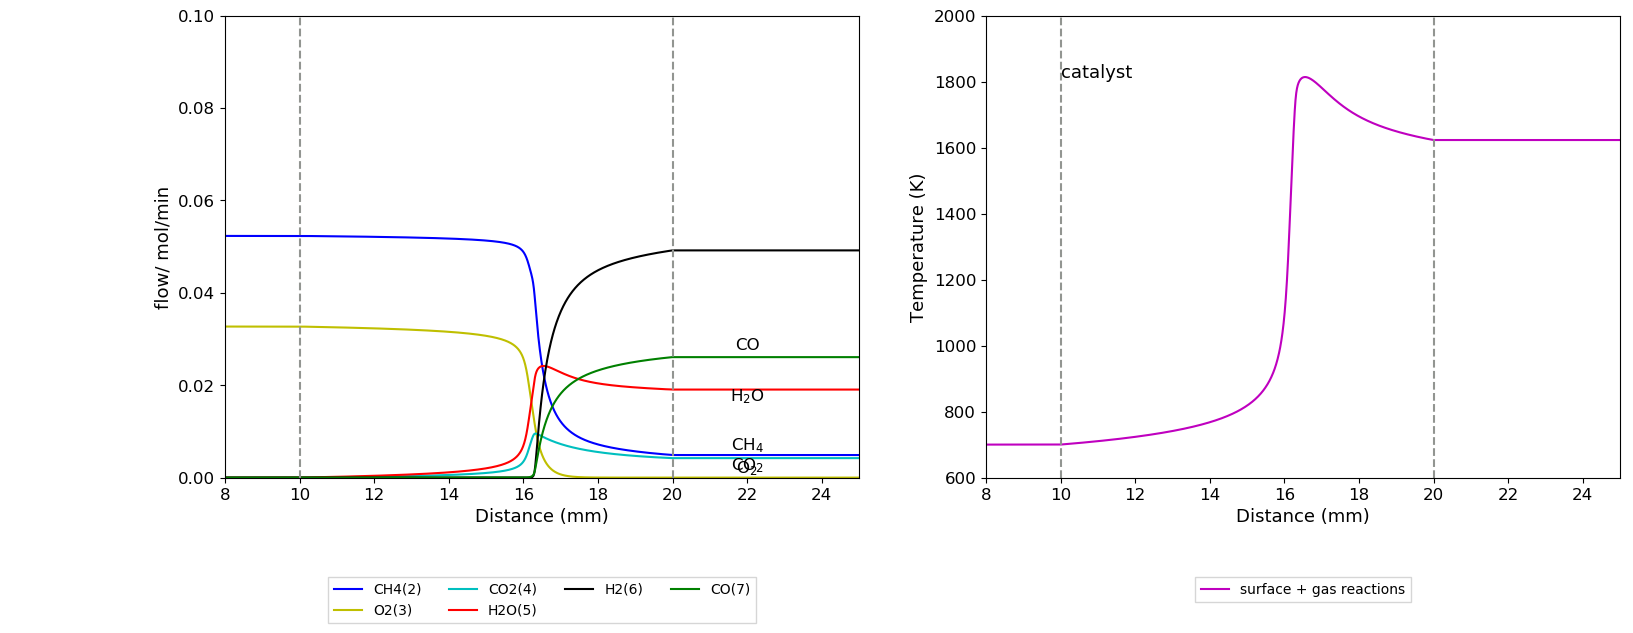 0.10
0.08
0.06
0.04
0.02
0.00
flow/ mol/min
8 10 12 14 16 18 20 22 24
Distance (mm)
CO
H₂O
CH₄
CO₂
O₂
CH4(2) CO2(4) H2(6) CO(7)
O2(3) H2O(5)
2000
1800
1600
1400
1200
1000
800
600
Temperature (K)
catalyst
8 10 12 14 16 18 20 22 24
Distance (mm)
surface + gas reactions